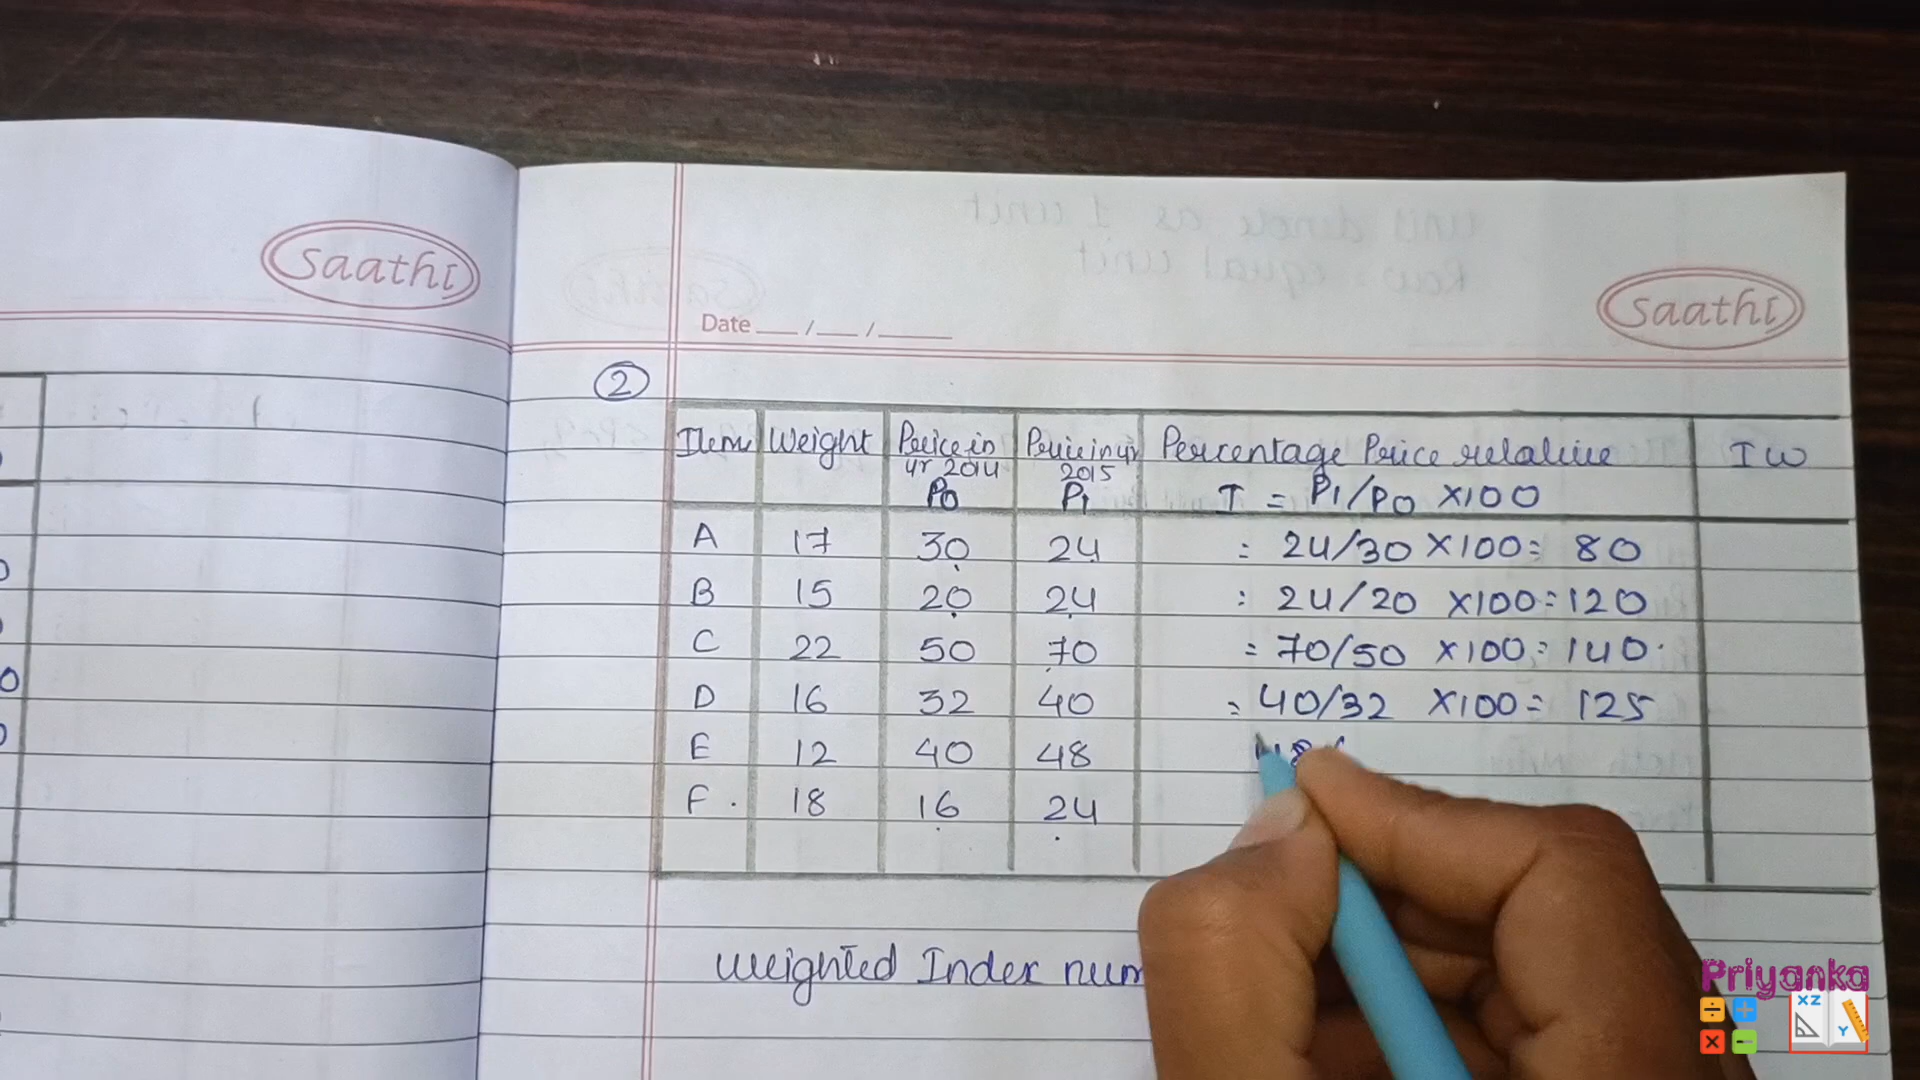 saathi
saathi
Date __/__/____
2
Item Weight Price in yr 2014 P0 Price in yr 2015 P1 Percentage Price relative I = P1/P0 ×100 I W
A 17 30 24 = 24/30 ×100 = 80
B 15 20 24 = 24/20 ×100 = 120
C 22 50 70 = 70/50 ×100 = 140
D 16 32 40 = 40/32 ×100 = 125
E 12 40 48 48/
F 18 16 24
Weighted Index num
Priyanka
XZ
Y